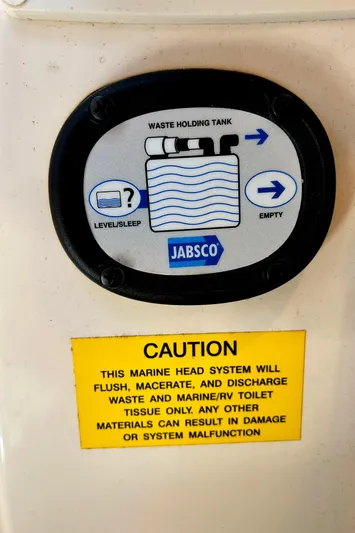 WASTE HOLDING TANK
?
LEVEL/SLEEP
EMPTY
JABSCO
CAUTION
THIS MARINE HEAD SYSTEM WILL
FLUSH, MACERATE, AND DISCHARGE
WASTE AND MARINE/RV TOILET
TISSUE ONLY. ANY OTHER
MATERIALS CAN RESULT IN DAMAGE
OR SYSTEM MALFUNCTION